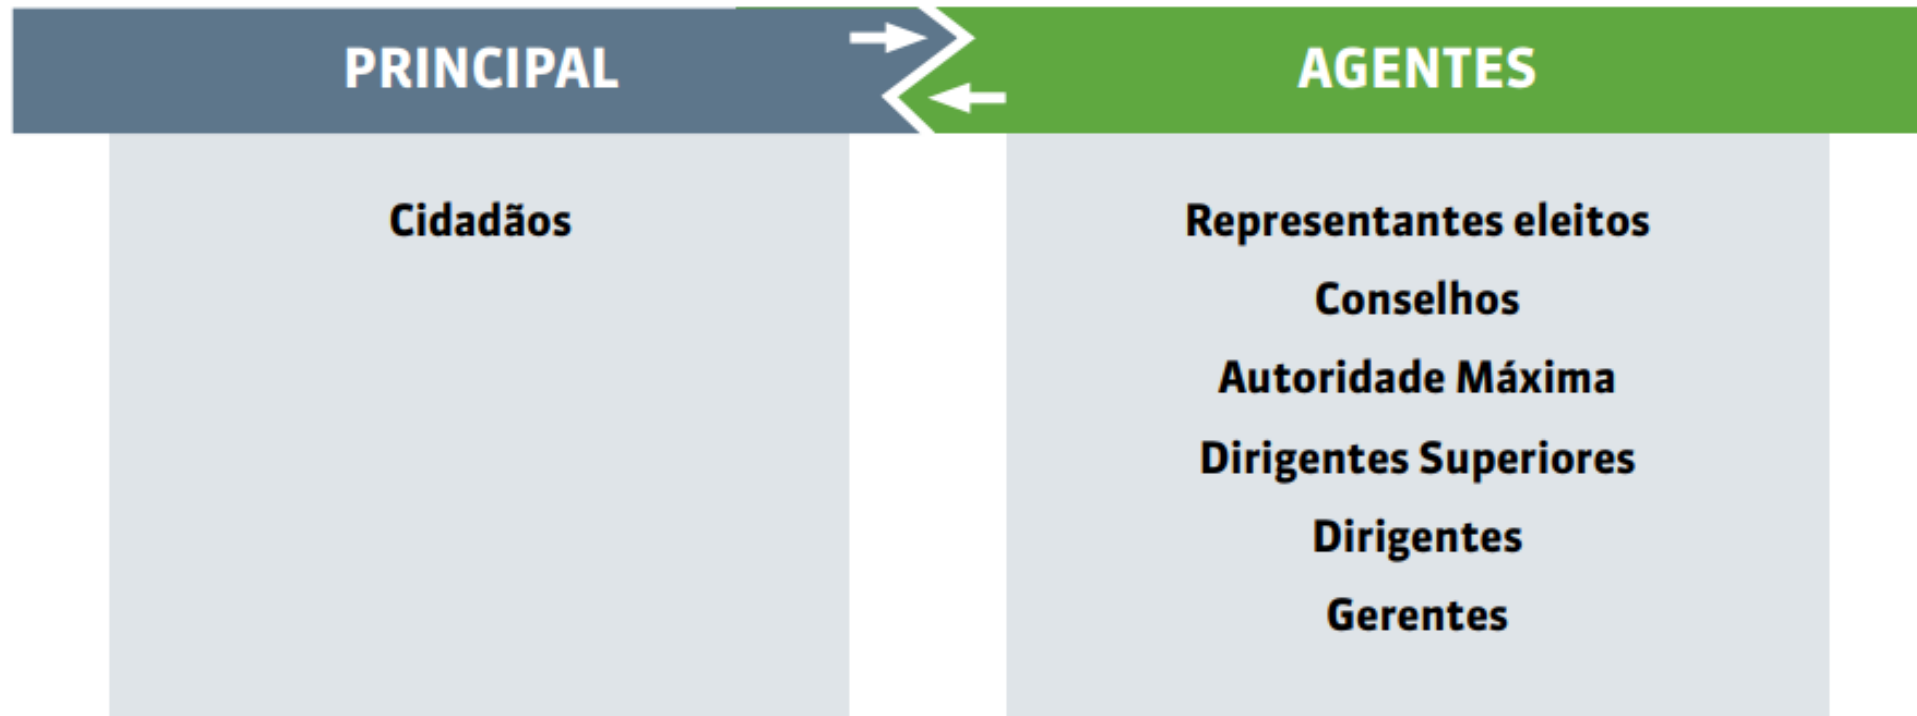 PRINCIPAL
AGENTES
Cidadãos
Representantes eleitos
Conselhos
Autoridade Máxima
Dirigentes Superiores
Dirigentes
Gerentes